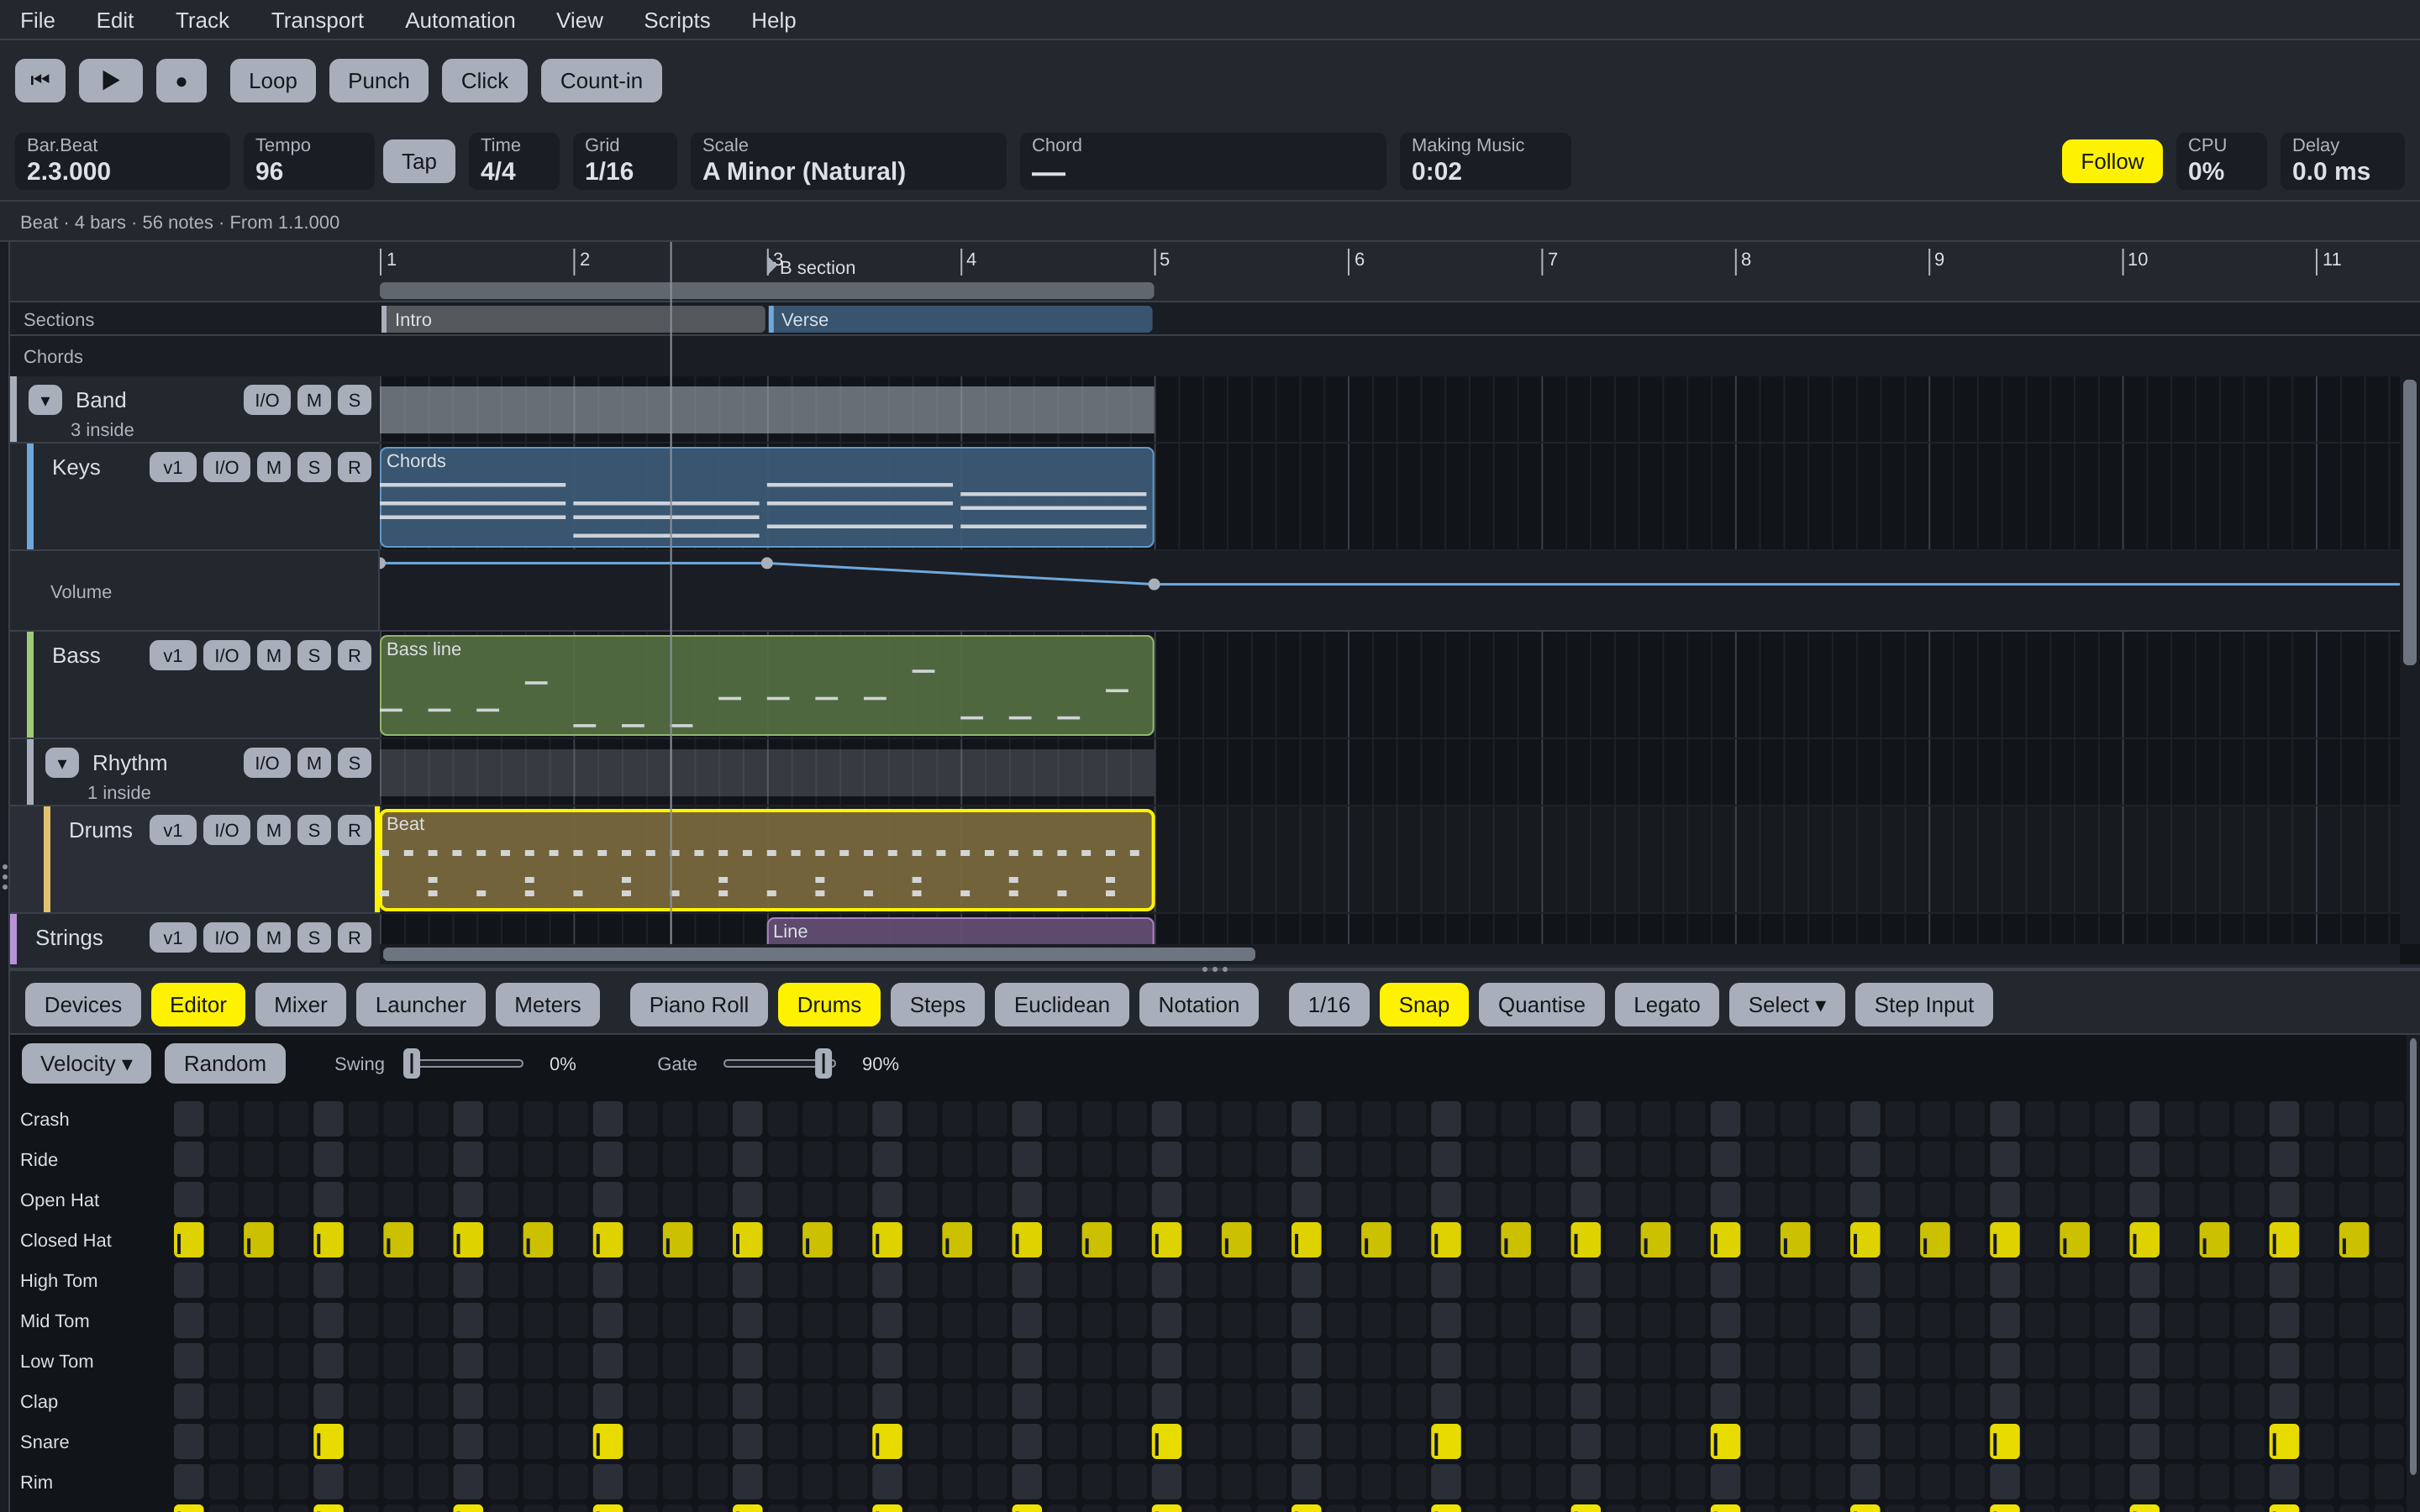 File Edit Track Transport Automation View Scripts Help
Loop Punch Click Count-in
Bar.Beat Tempo Time Grid Scale Chord Making Music CPU Delay
2.3.000 96 Tap 4/4 1/16 A Minor (Natural) — 0:02 Follow 0% 0.0 ms
Beat · 4 bars · 56 notes · From 1.1.000
1 2 3 4 5 6 7 8 9 10 11
B section
Sections Intro Verse
Chords
Band I/O M S
3 inside
Keys v1 I/O M S R Chords
Volume
Bass v1 I/O M S R Bass line
Rhythm I/O M S
1 inside
Drums v1 I/O M S R Beat
Strings v1 I/O M S R Line
Devices Editor Mixer Launcher Meters Piano Roll Drums Steps Euclidean Notation 1/16 Snap Quantise Legato Select ▾ Step Input
Velocity ▾ Random Swing 0% Gate 90%
Crash
Ride
Open Hat
Closed Hat
High Tom
Mid Tom
Low Tom
Clap
Snare
Rim